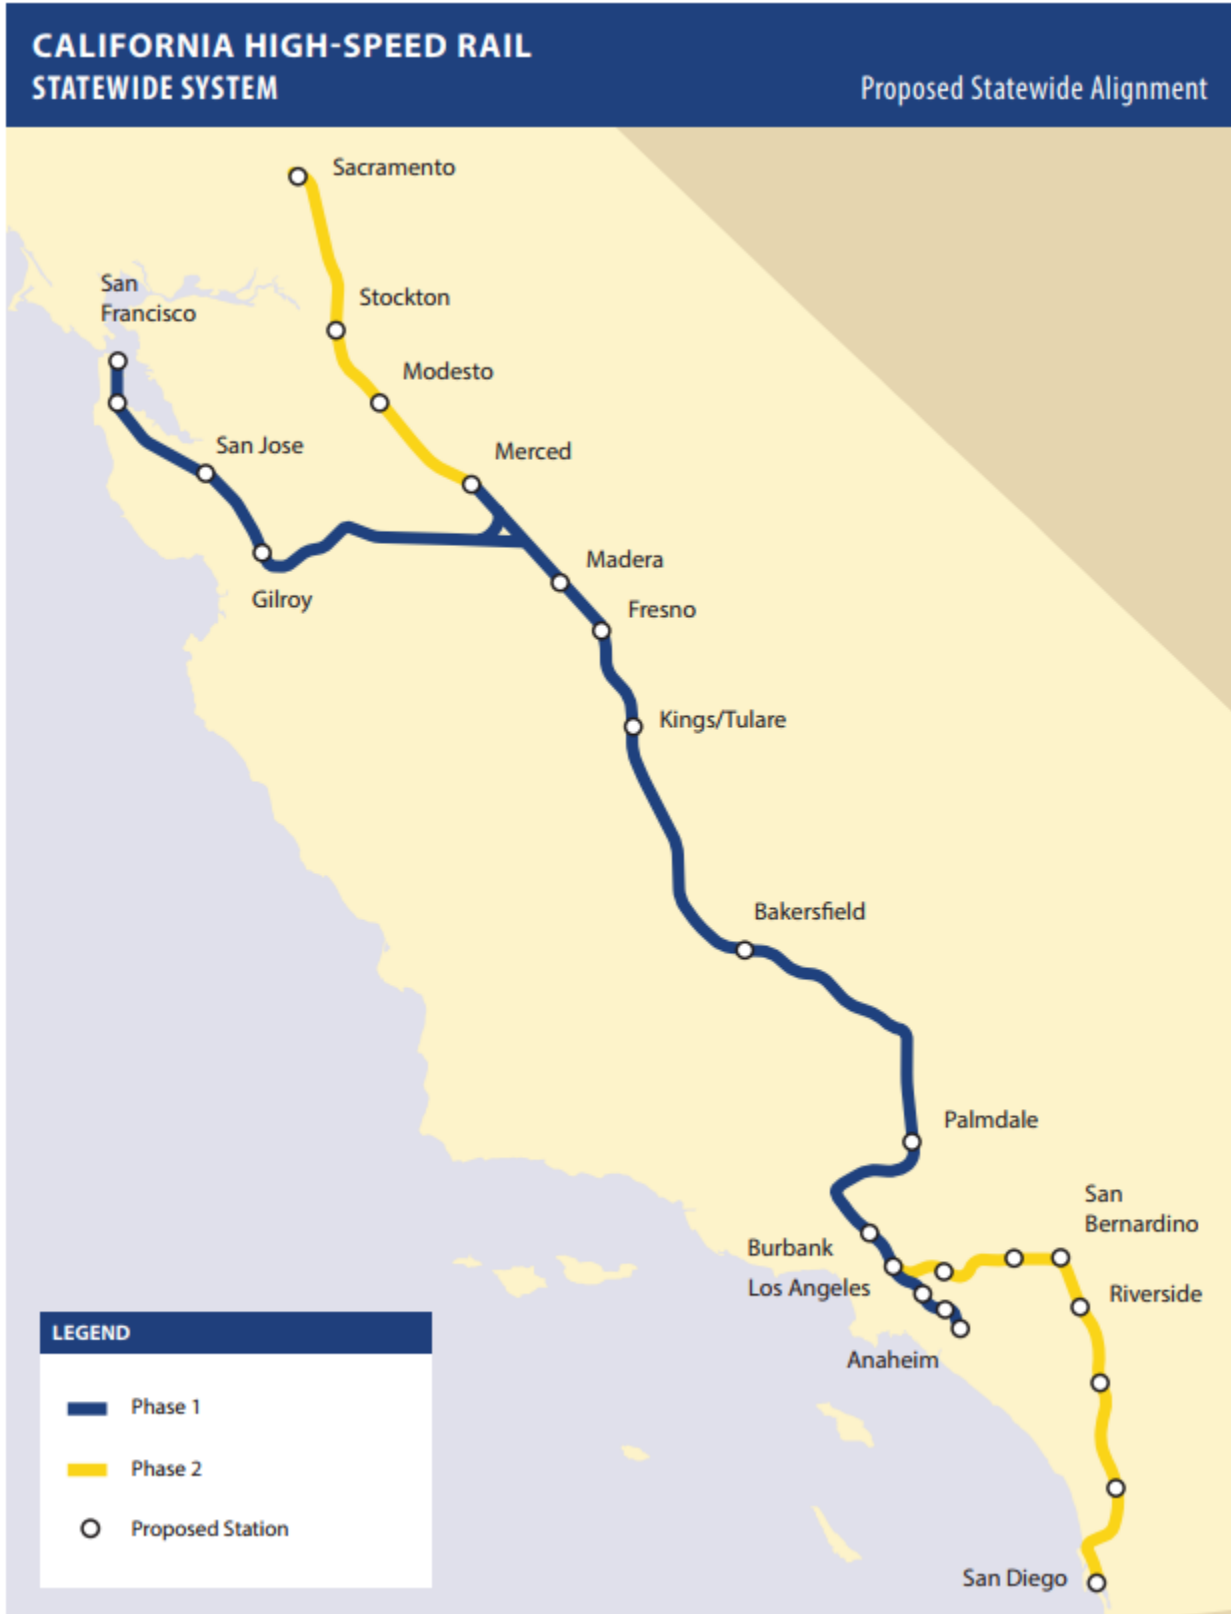 CALIFORNIA HIGH-SPEED RAIL
STATEWIDE SYSTEM
Proposed Statewide Alignment
Sacramento
San
Francisco
Stockton
Modesto
San Jose
Merced
Madera
Gilroy
Fresno
Kings/Tulare
Bakersfield
Palmdale
San
Bernardino
Burbank
Los Angeles
Riverside
Anaheim
LEGEND
Phase 1
Phase 2
Proposed Station
San Diego